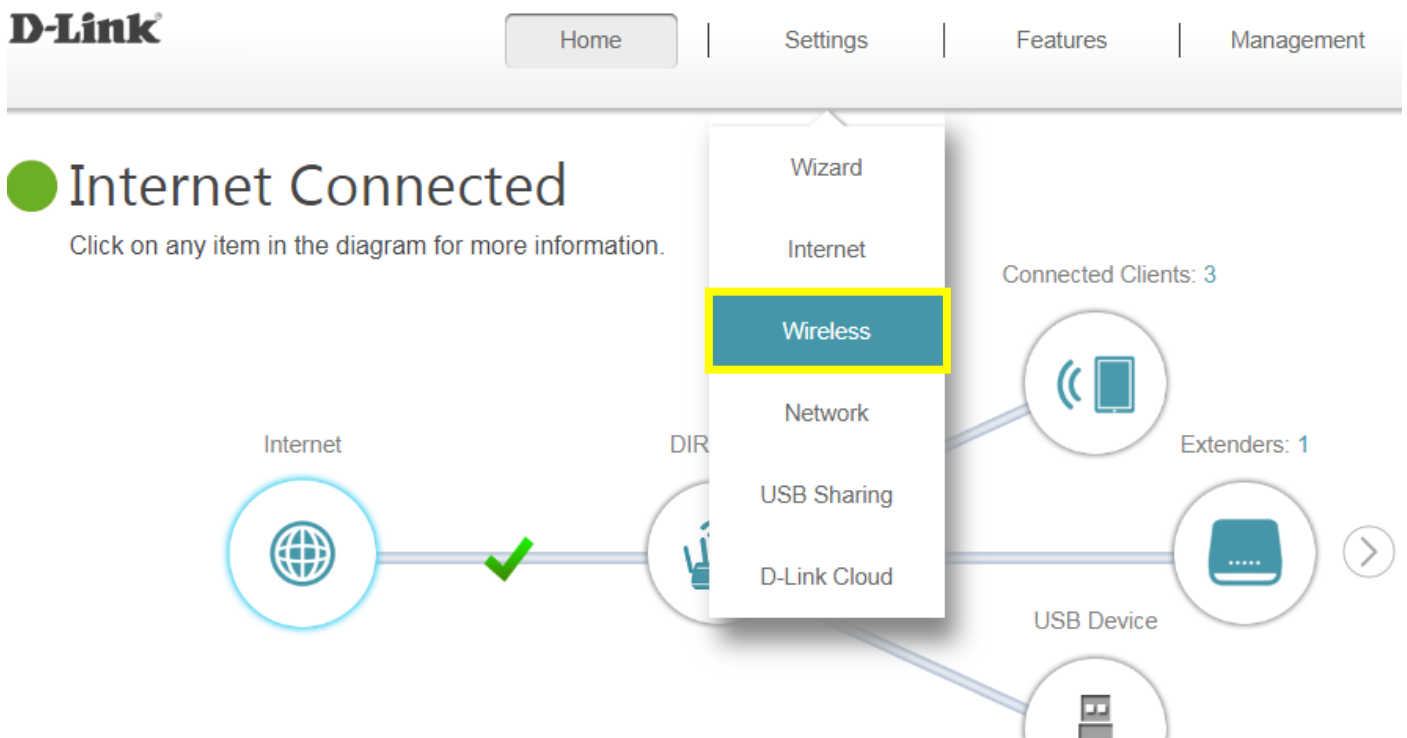 D-Link
Home
Settings
Features
Management
Internet Connected
Click on any item in the diagram for more information.
Wizard
Internet
Wireless
Network
USB Sharing
D-Link Cloud
Connected Clients: 3
Internet
DIR
Extenders: 1
USB Device